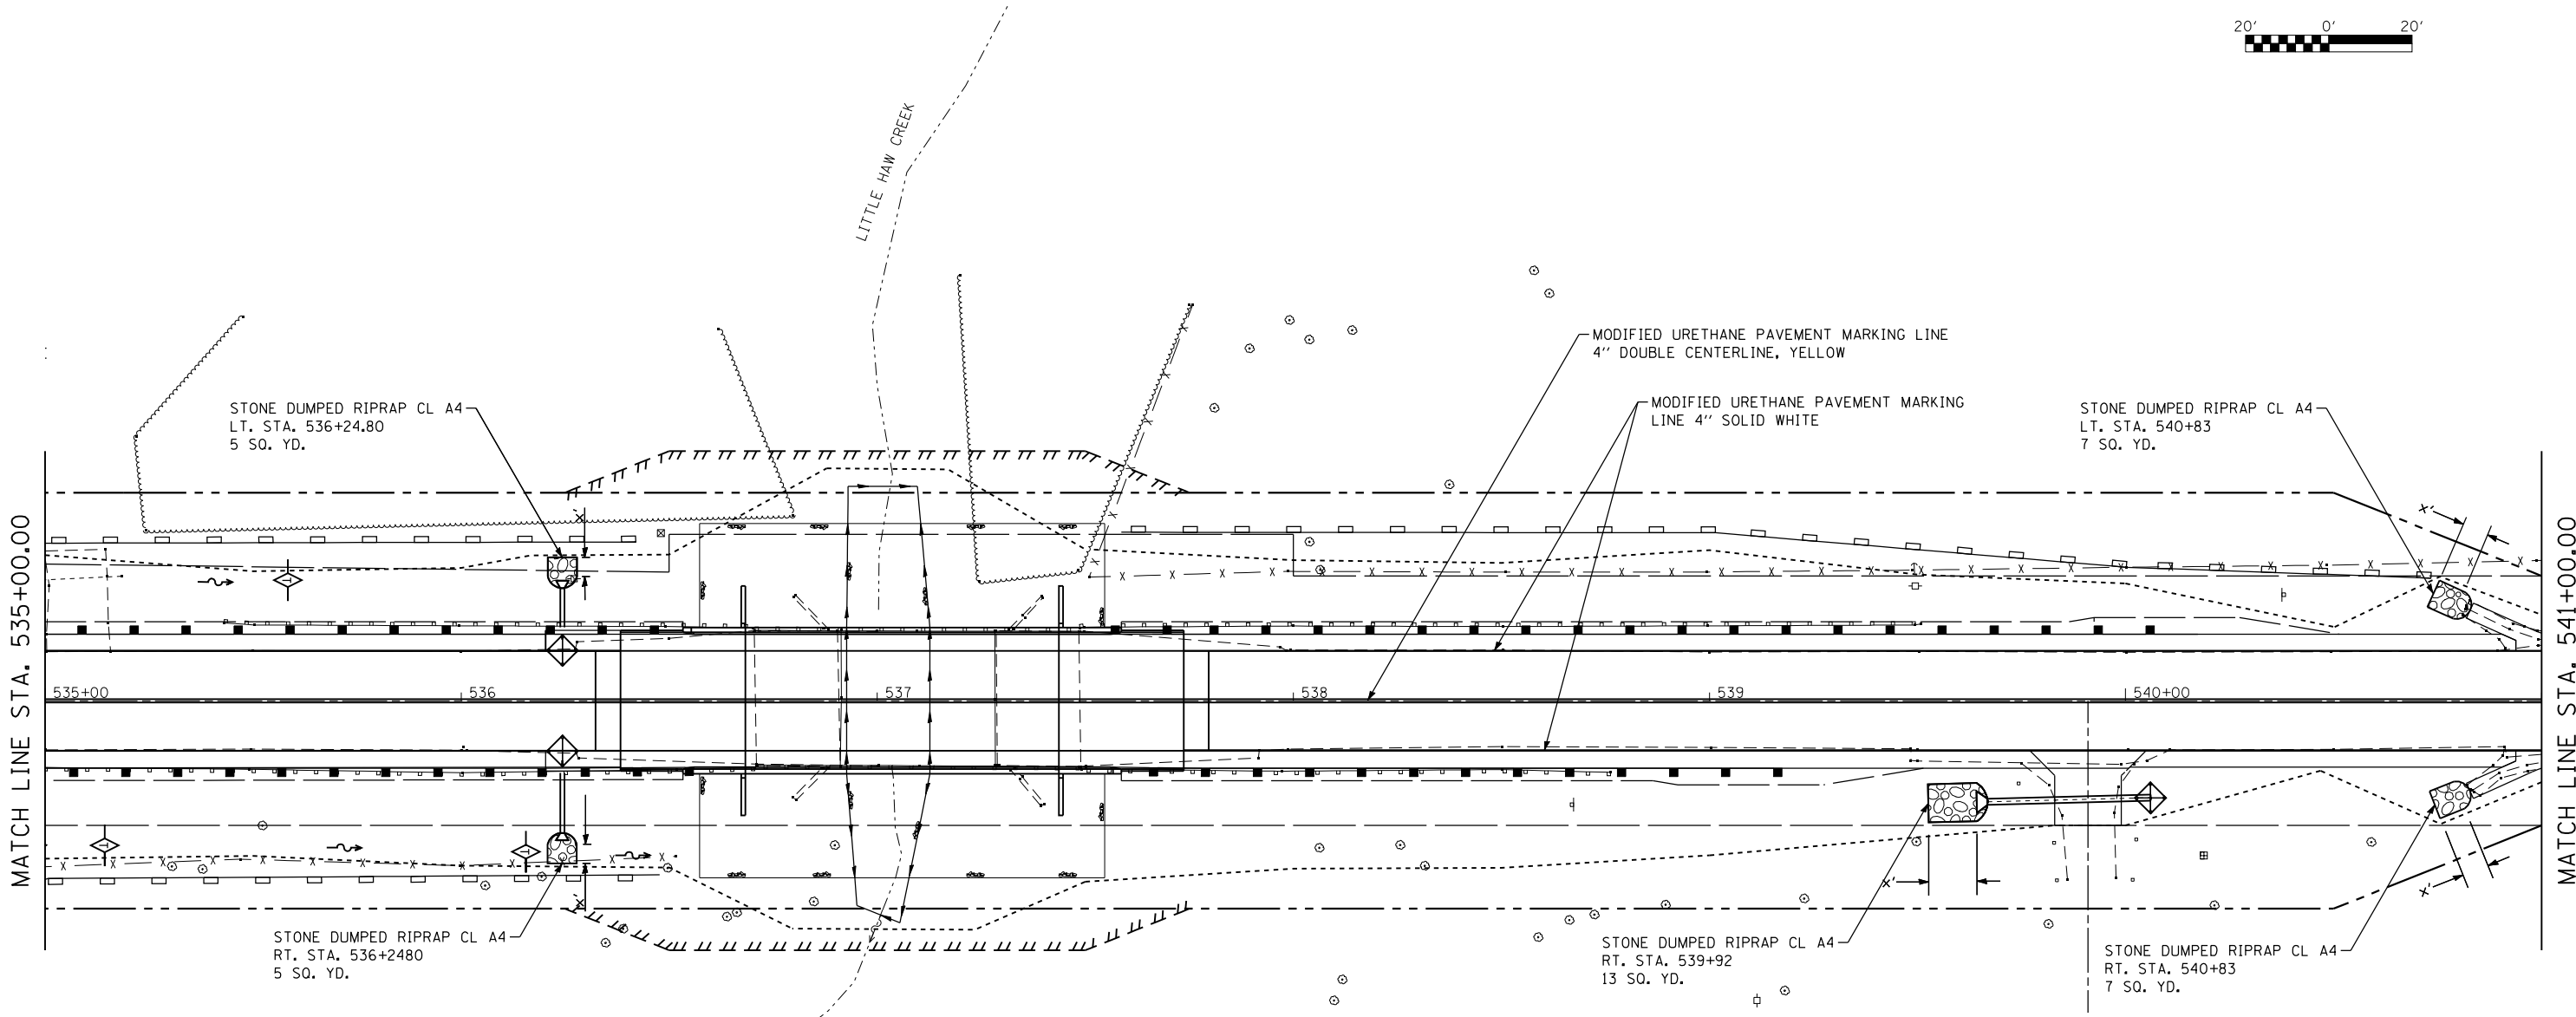 20' 0' 20'
LITTLE HAW CREEK
MODIFIED URETHANE PAVEMENT MARKING LINE
4'' DOUBLE CENTERLINE, YELLOW
STONE DUMPED RIPRAP CL A4
LT. STA. 536+24.80
5 SQ. YD.
MODIFIED URETHANE PAVEMENT MARKING
LINE 4'' SOLID WHITE
STONE DUMPED RIPRAP CL A4
LT. STA. 540+83
7 SQ. YD.
MATCH LINE STA. 535+00.00
MATCH LINE STA. 541+00.00
X'
X'
535+00 536 537 538 539 540+00
X'
X'
X'
STONE DUMPED RIPRAP CL A4
RT. STA. 536+2480
5 SQ. YD.
STONE DUMPED RIPRAP CL A4
RT. STA. 539+92
13 SQ. YD.
STONE DUMPED RIPRAP CL A4
RT. STA. 540+83
7 SQ. YD.